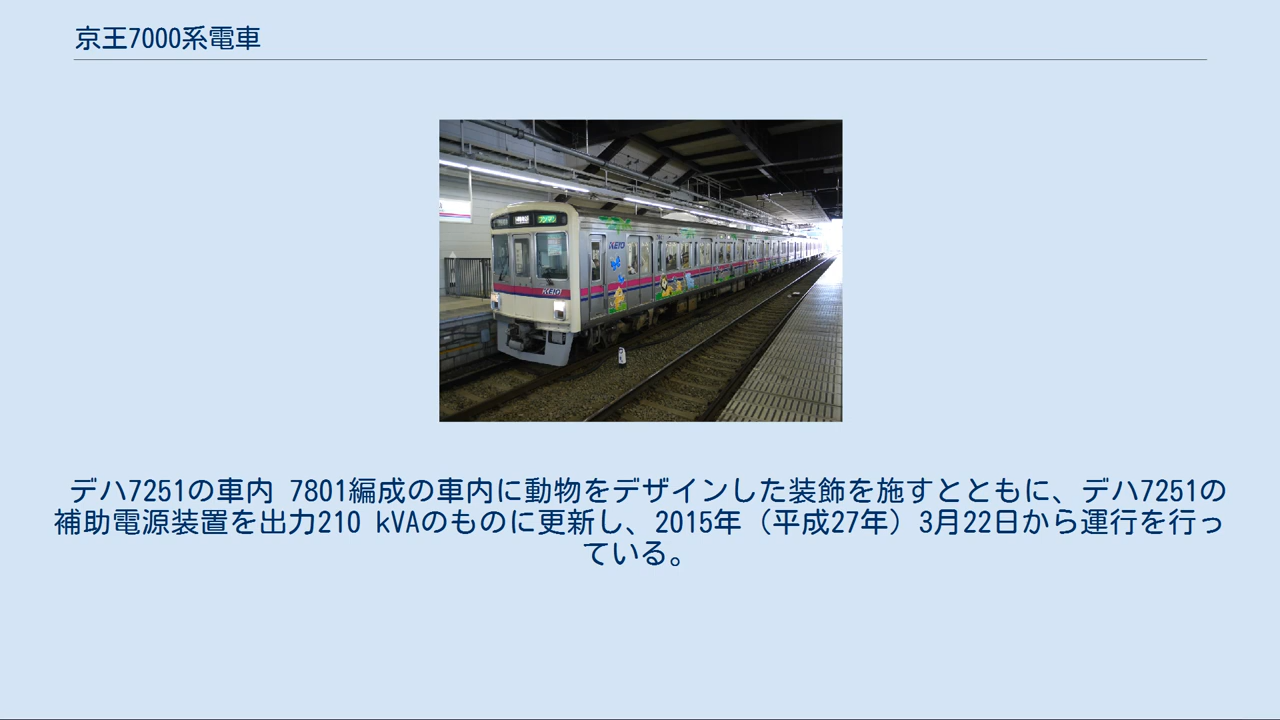 京王7000系電車
KEIO
KEIO
デハ7251の車内 7801編成の車内に動物をデザインした装飾を施すとともに、デハ7251の
補助電源装置を出力210 kVAのものに更新し、2015年（平成27年）3月22日から運行を行っ
ている。